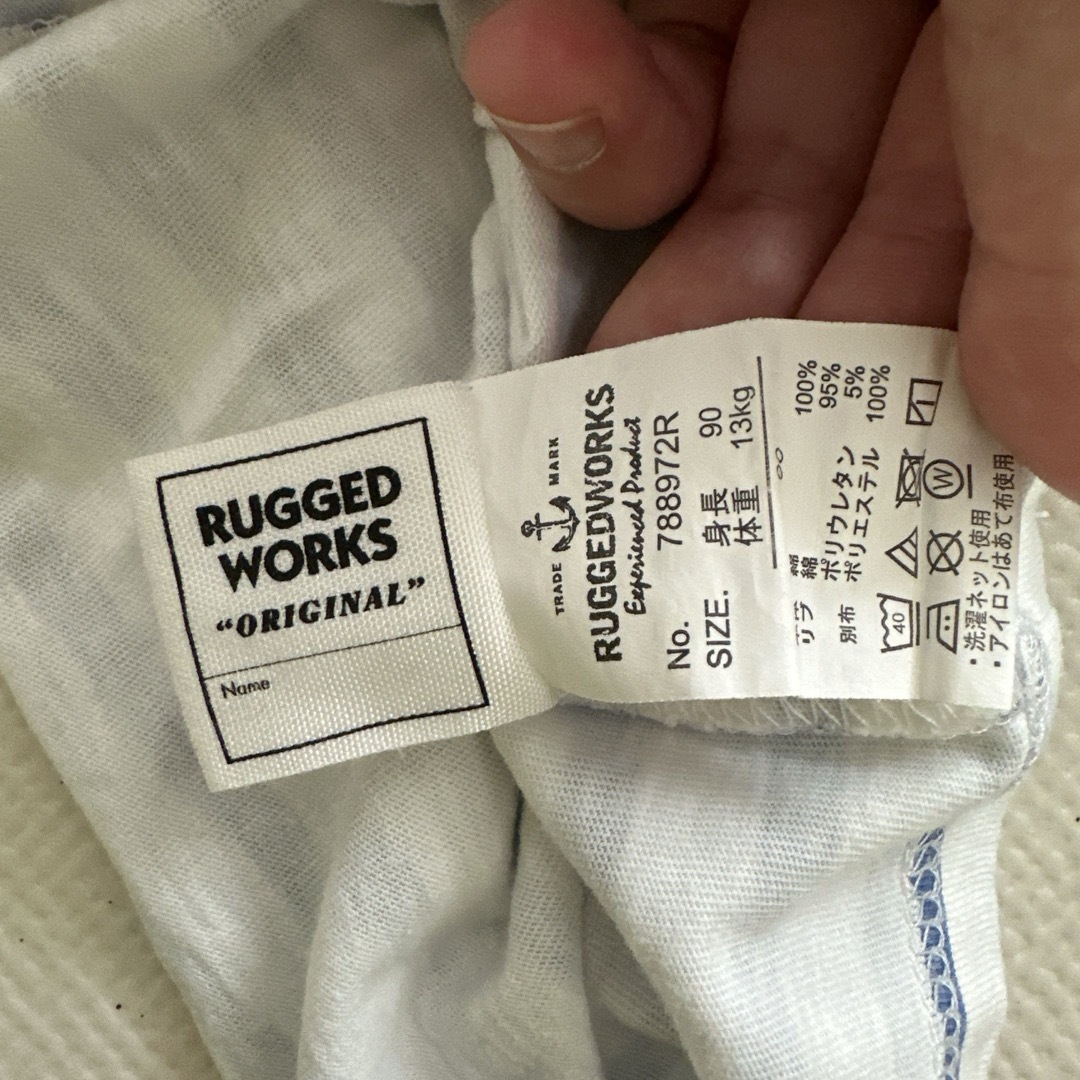 RUGGED
WORKS
“ORIGINAL”
Name
TRADE MARK
RUGGEDWORKS
Experienced Product
No. 788972R
SIZE. 身長 90
体重 13kg
綿 100%
リブ 綿 95%
ポリウレタン 5%
別布 ポリエステル 100%
40
W
・洗濯ネット使用
・アイロンはあて布使用